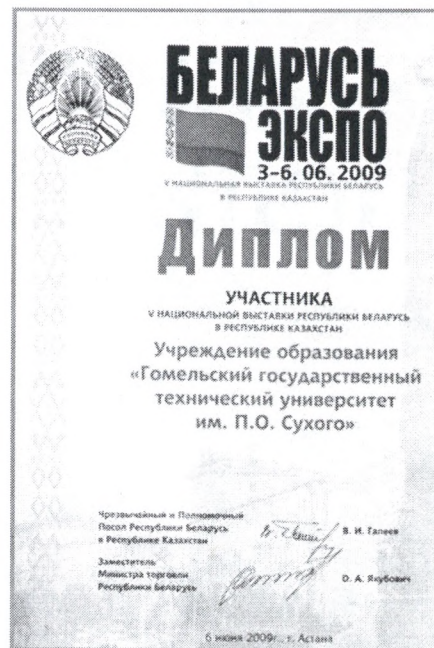 БЕЛАРУСЬ
ЭКСПО
3-6. 06. 2009
V НАЦИОНАЛЬНАЯ ВЫСТАВКА РЕСПУБЛИКИ БЕЛАРУСЬ
В РЕСПУБЛИКЕ КАЗАХСТАН
Диплом
УЧАСТНИКА
V НАЦИОНАЛЬНОЙ ВЫСТАВКИ РЕСПУБЛИКИ БЕЛАРУСЬ
В РЕСПУБЛИКЕ КАЗАХСТАН
Учреждение образования
«Гомельский государственный
технический университет
им. П.О. Сухого»
Чрезвычайный и Полномочный
Посол Республики Беларусь
в Республике Казахстан
В. И. Гапеев
Заместитель
Министра торговли
Республики Беларусь
О. А. Якубович
6 июня 2009г., г. Астана